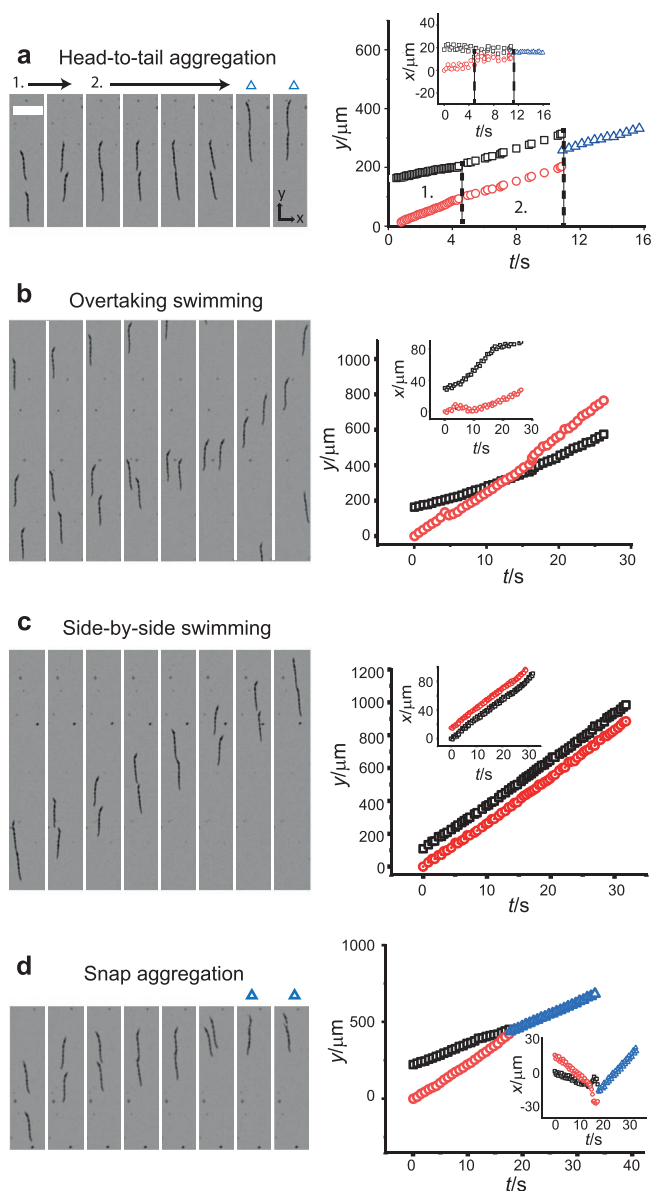 a Head-to-tail aggregation
1. 2.
y
x
600
400
200
0
y/μm
0 4 8 12 16
t/s
1. 2.
40
20
0
-20
x/μm
0 2 4 6 8 10 12 14 16
t/s
b Overtaking swimming
1000
800
600
400
200
0
y/μm
0 10 20 30
t/s
80
40
0
x/μm
0 10 20 30
t/s
c Side-by-side swimming
1200
1000
800
600
400
200
0
y/μm
0 10 20 30
t/s
80
40
0
x/μm
0 10 20 30
t/s
d Snap aggregation
1000
500
0
y/μm
0 10 20 30 40
t/s
30
0
-30
x/μm
0 10 20 30
t/s